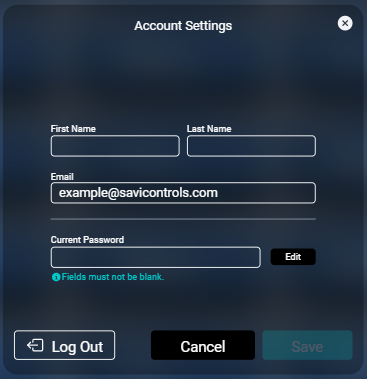 Account Settings
First Name Last Name
Email
example@savicontrols.com
Current Password
Edit
Fields must not be blank.
Log Out Cancel Save